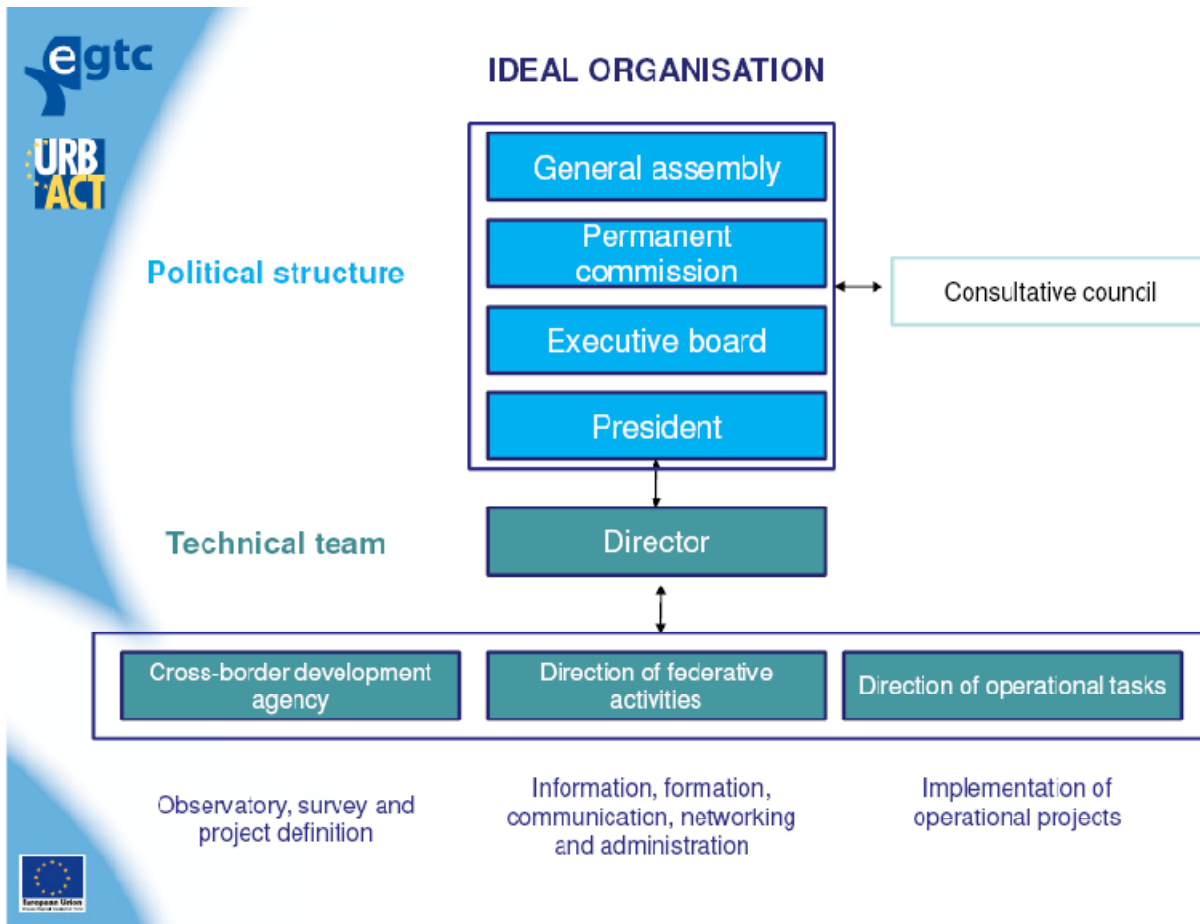 egtc
URB
ACT
IDEAL ORGANISATION
General assembly
Permanent
commission
Political structure
Consultative council
Executive board
President
Technical team
Director
Cross-border development
agency
Direction of federative
activities
Direction of operational tasks
Observatory, survey and
project definition
Information, formation,
communication, networking
and administration
Implementation of
operational projects
European Union